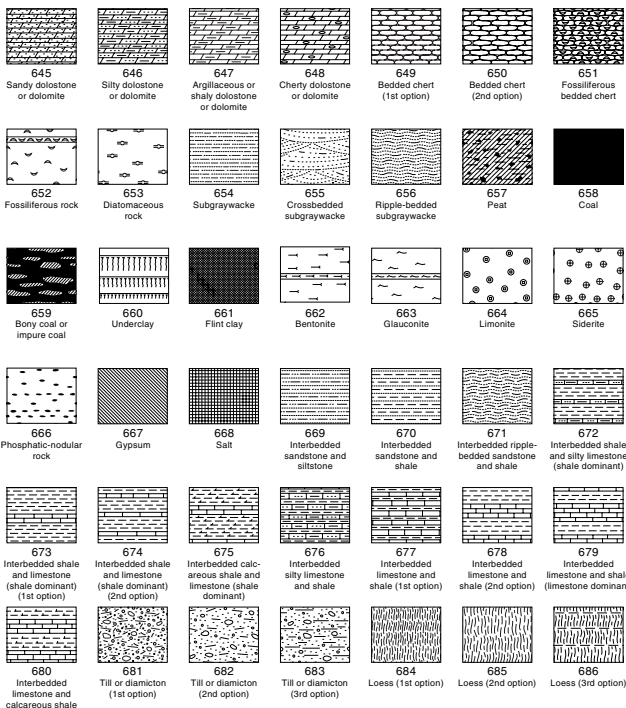 645
Sandy dolostone
or dolomite
646
Silty dolostone
or dolomite
647
Argillaceous or
shaly dolostone
or dolomite
648
Cherty dolostone
or dolomite
649
Bedded chert
(1st option)
650
Bedded chert
(2nd option)
651
Fossiliferous
bedded chert
652
Fossiliferous rock
653
Diatomaceous
rock
654
Subgraywacke
655
Crossbedded
subgraywacke
656
Ripple-bedded
subgraywacke
657
Peat
658
Coal
659
Bony coal or
impure coal
660
Underclay
661
Flint clay
662
Bentonite
663
Glauconite
664
Limonite
665
Siderite
666
Phosphatic-nodular
rock
667
Gypsum
668
Salt
669
Interbedded
sandstone and
siltstone
670
Interbedded
sandstone and
shale
671
Interbedded ripple-
bedded sandstone
and shale
672
Interbedded shale
and silty limestone
(shale dominant)
673
Interbedded shale
and limestone
(shale dominant)
(1st option)
674
Interbedded shale
and limestone
(shale dominant)
(2nd option)
675
Interbedded calc-
areous shale and
limestone (shale
dominant)
676
Interbedded
silty limestone
and shale
677
Interbedded
limestone and
shale (1st option)
678
Interbedded
limestone and
shale (2nd option)
679
Interbedded
limestone and shale
(limestone dominan
680
Interbedded
limestone and
calcareous shale
681
Till or diamicton
(1st option)
682
Till or diamicton
(2nd option)
683
Till or diamicton
(3rd option)
684
Loess (1st option)
685
Loess (2nd option)
686
Loess (3rd option)